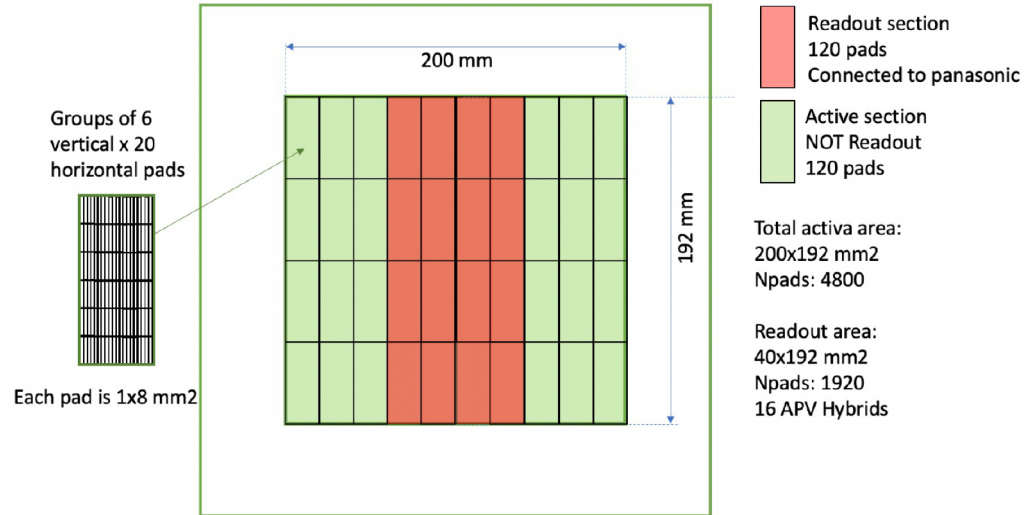 200 mm
192 mm
Groups of 6
vertical x 20
horizontal pads
Each pad is 1x8 mm2
Readout section
120 pads
Connected to panasonic
Active section
NOT Readout
120 pads
Total activa area:
200x192 mm2
Npads: 4800
Readout area:
40x192 mm2
Npads: 1920
16 APV Hybrids